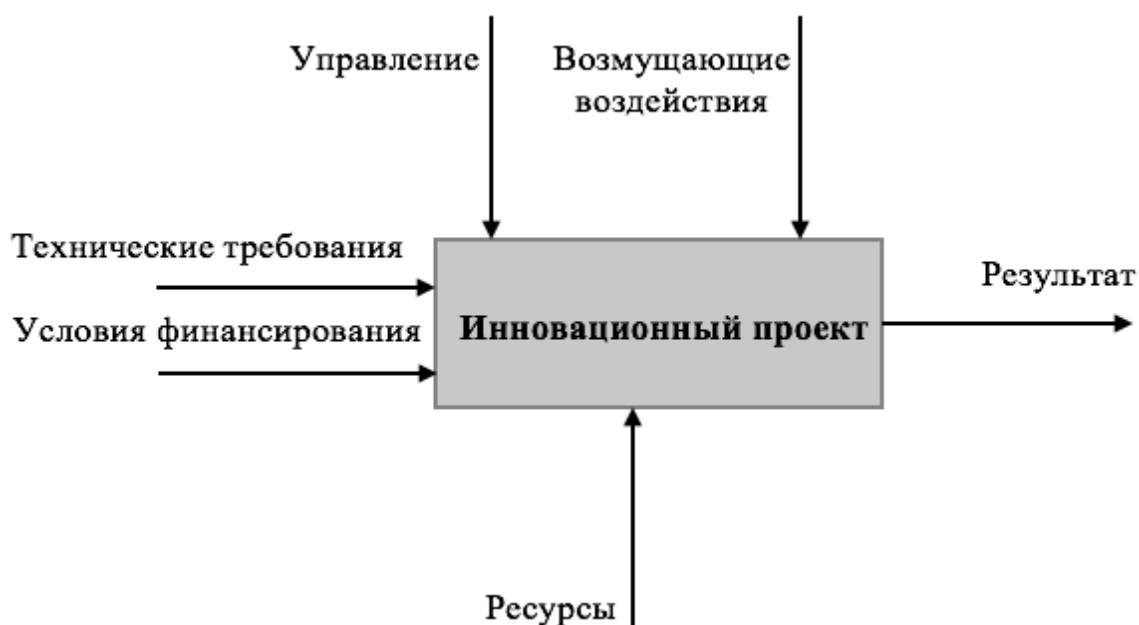 Управление
Возмущающие
воздействия
Технические требования
Условия финансирования
Инновационный проект
Результат
Ресурсы